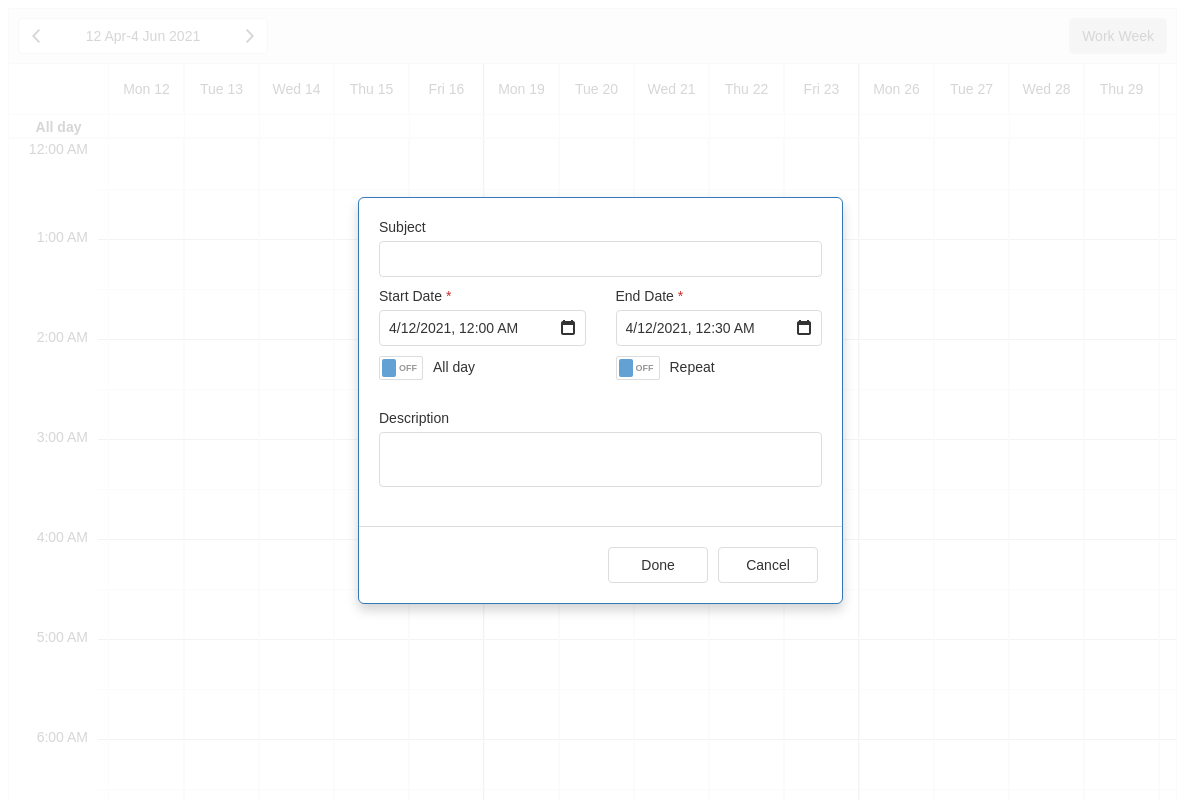 12 Apr-4 Jun 2021
Work Week
Mon 12 Tue 13 Wed 14 Thu 15 Fri 16 Mon 19 Tue 20 Wed 21 Thu 22 Fri 23 Mon 26 Tue 27 Wed 28 Thu 29
All day
12:00 AM
1:00 AM
2:00 AM
3:00 AM
4:00 AM
5:00 AM
6:00 AM
Subject
Start Date * End Date *
4/12/2021, 12:00 AM 4/12/2021, 12:30 AM
OFF All day OFF Repeat
Description
Done Cancel